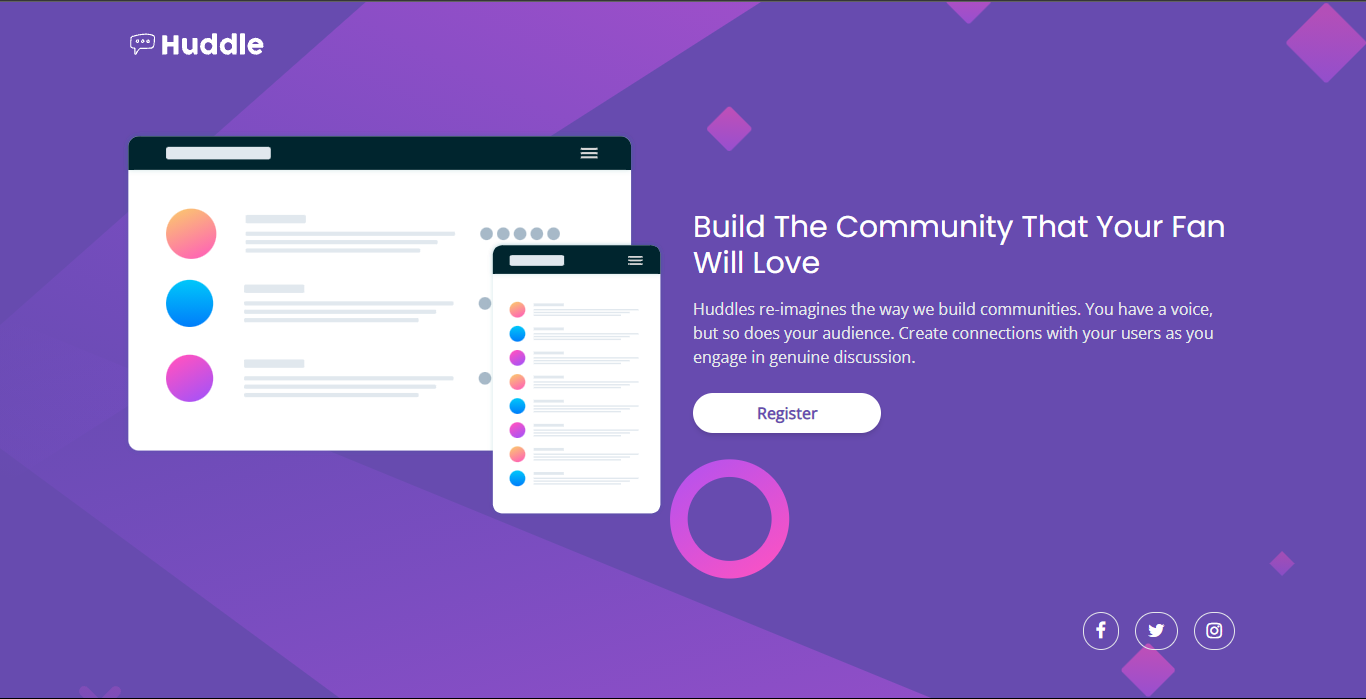 Huddle
Build The Community That Your Fan
Will Love
Huddles re-imagines the way we build communities. You have a voice,
but so does your audience. Create connections with your users as you
engage in genuine discussion.
Register